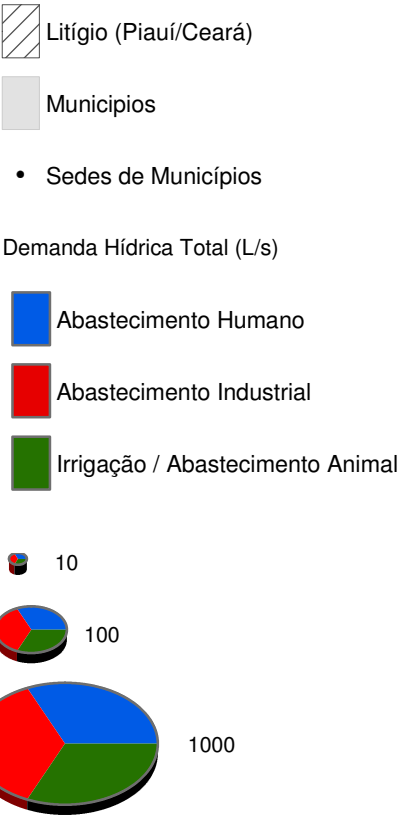 Litígio (Piauí/Ceará)
Municipios
Sedes de Municípios
Demanda Hídrica Total (L/s)
Abastecimento Humano
Abastecimento Industrial
Irrigação / Abastecimento Animal
10
100
1000